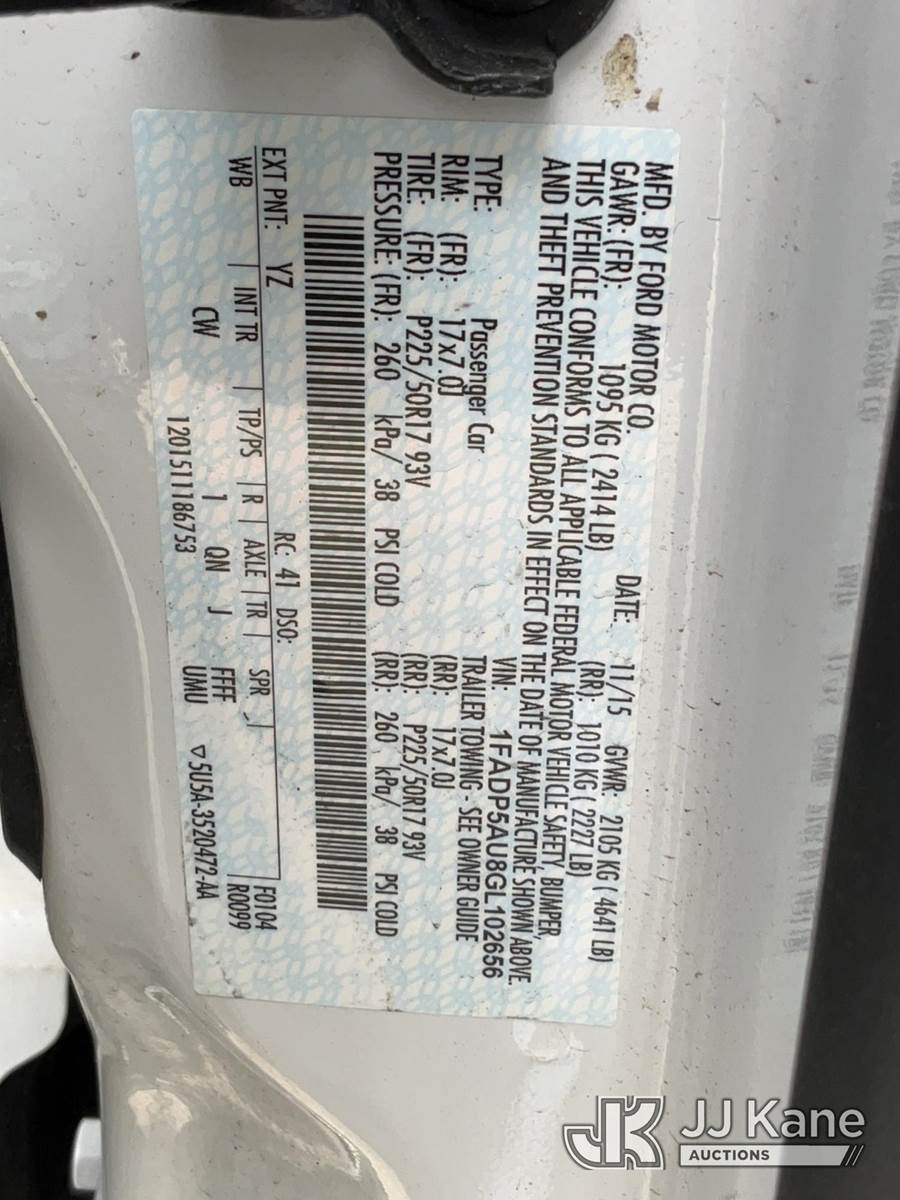 MFD. BY FORD MOTOR CO.
DATE: 11/15 GVWR: 2105 KG ( 4641 LB)
GAWR: (FR): 1095 KG ( 2414 LB) (RR): 1010 KG ( 2227 LB)
THIS VEHICLE CONFORMS TO ALL APPLICABLE FEDERAL MOTOR VEHICLE SAFETY, BUMPER,
AND THEFT PREVENTION STANDARDS IN EFFECT ON THE DATE OF MANUFACTURE SHOWN ABOVE.
VIN: 1FADP5AU8GL102656
TYPE: Passenger Car TRAILER TOWING - SEE OWNER GUIDE
RIM: (FR): 17x7.0J (RR): 17x7.0J
TIRE: (FR): P225/50R17 93V (RR): P225/50R17 93V
PRESSURE: (FR): 260 kPa/ 38 PSI COLD (RR): 260 kPa/ 38 PSI COLD
EXT PNT: YZ RC: 41 DSO: F0104
WB INT TR TP/PS R AXLE TR SPR R0099
CW 1 QN J FFFF
UMU
1201511186753 5U5A-3520472-AA
JK JJ Kane
AUCTIONS